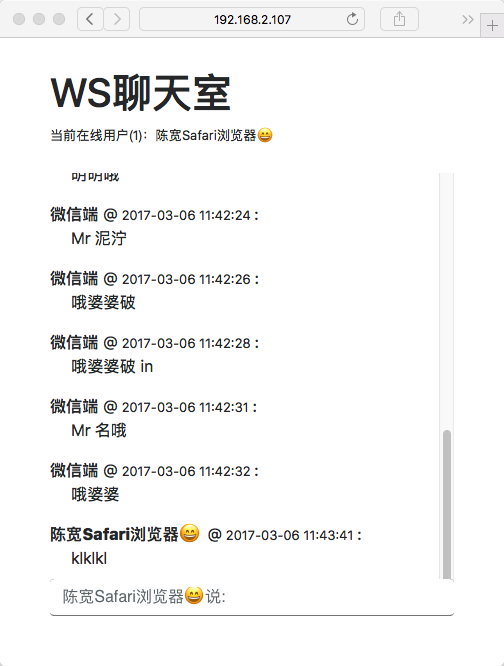 192.168.2.107
WS聊天室
当前在线用户(1)：陈宽Safari浏览器😄
明明哦
微信端 @ 2017-03-06 11:42:24 :
Mr 泥泞
微信端 @ 2017-03-06 11:42:26 :
哦婆婆破
微信端 @ 2017-03-06 11:42:28 :
哦婆婆破 in
微信端 @ 2017-03-06 11:42:31 :
Mr 名哦
微信端 @ 2017-03-06 11:42:32 :
哦婆婆
陈宽Safari浏览器😄 @ 2017-03-06 11:43:41 :
klklkl
陈宽Safari浏览器😄说: